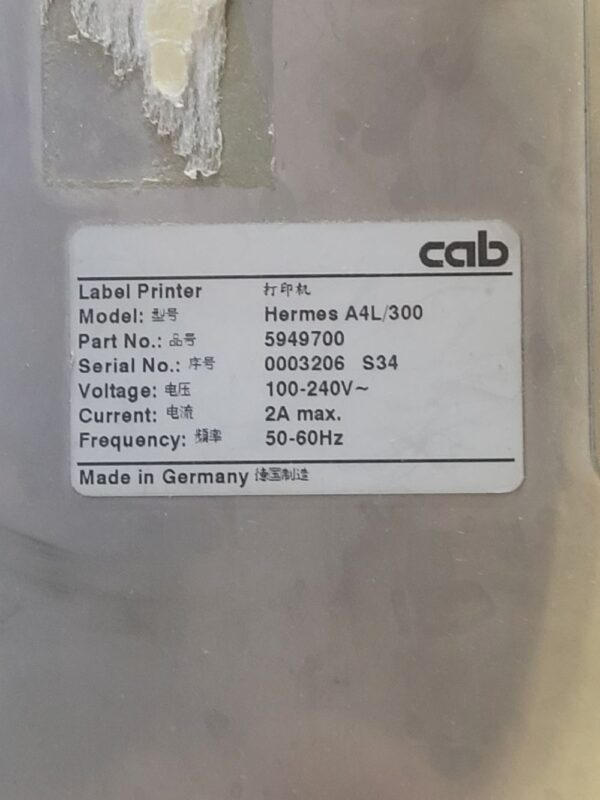 cab
Label Printer 打印机
Model: 型号 Hermes A4L/300
Part No.: 品号 5949700
Serial No.: 序号 0003206 S34
Voltage: 电压 100-240V~
Current: 电流 2A max.
Frequency: 頻率 50-60Hz
Made in Germany 德国制造